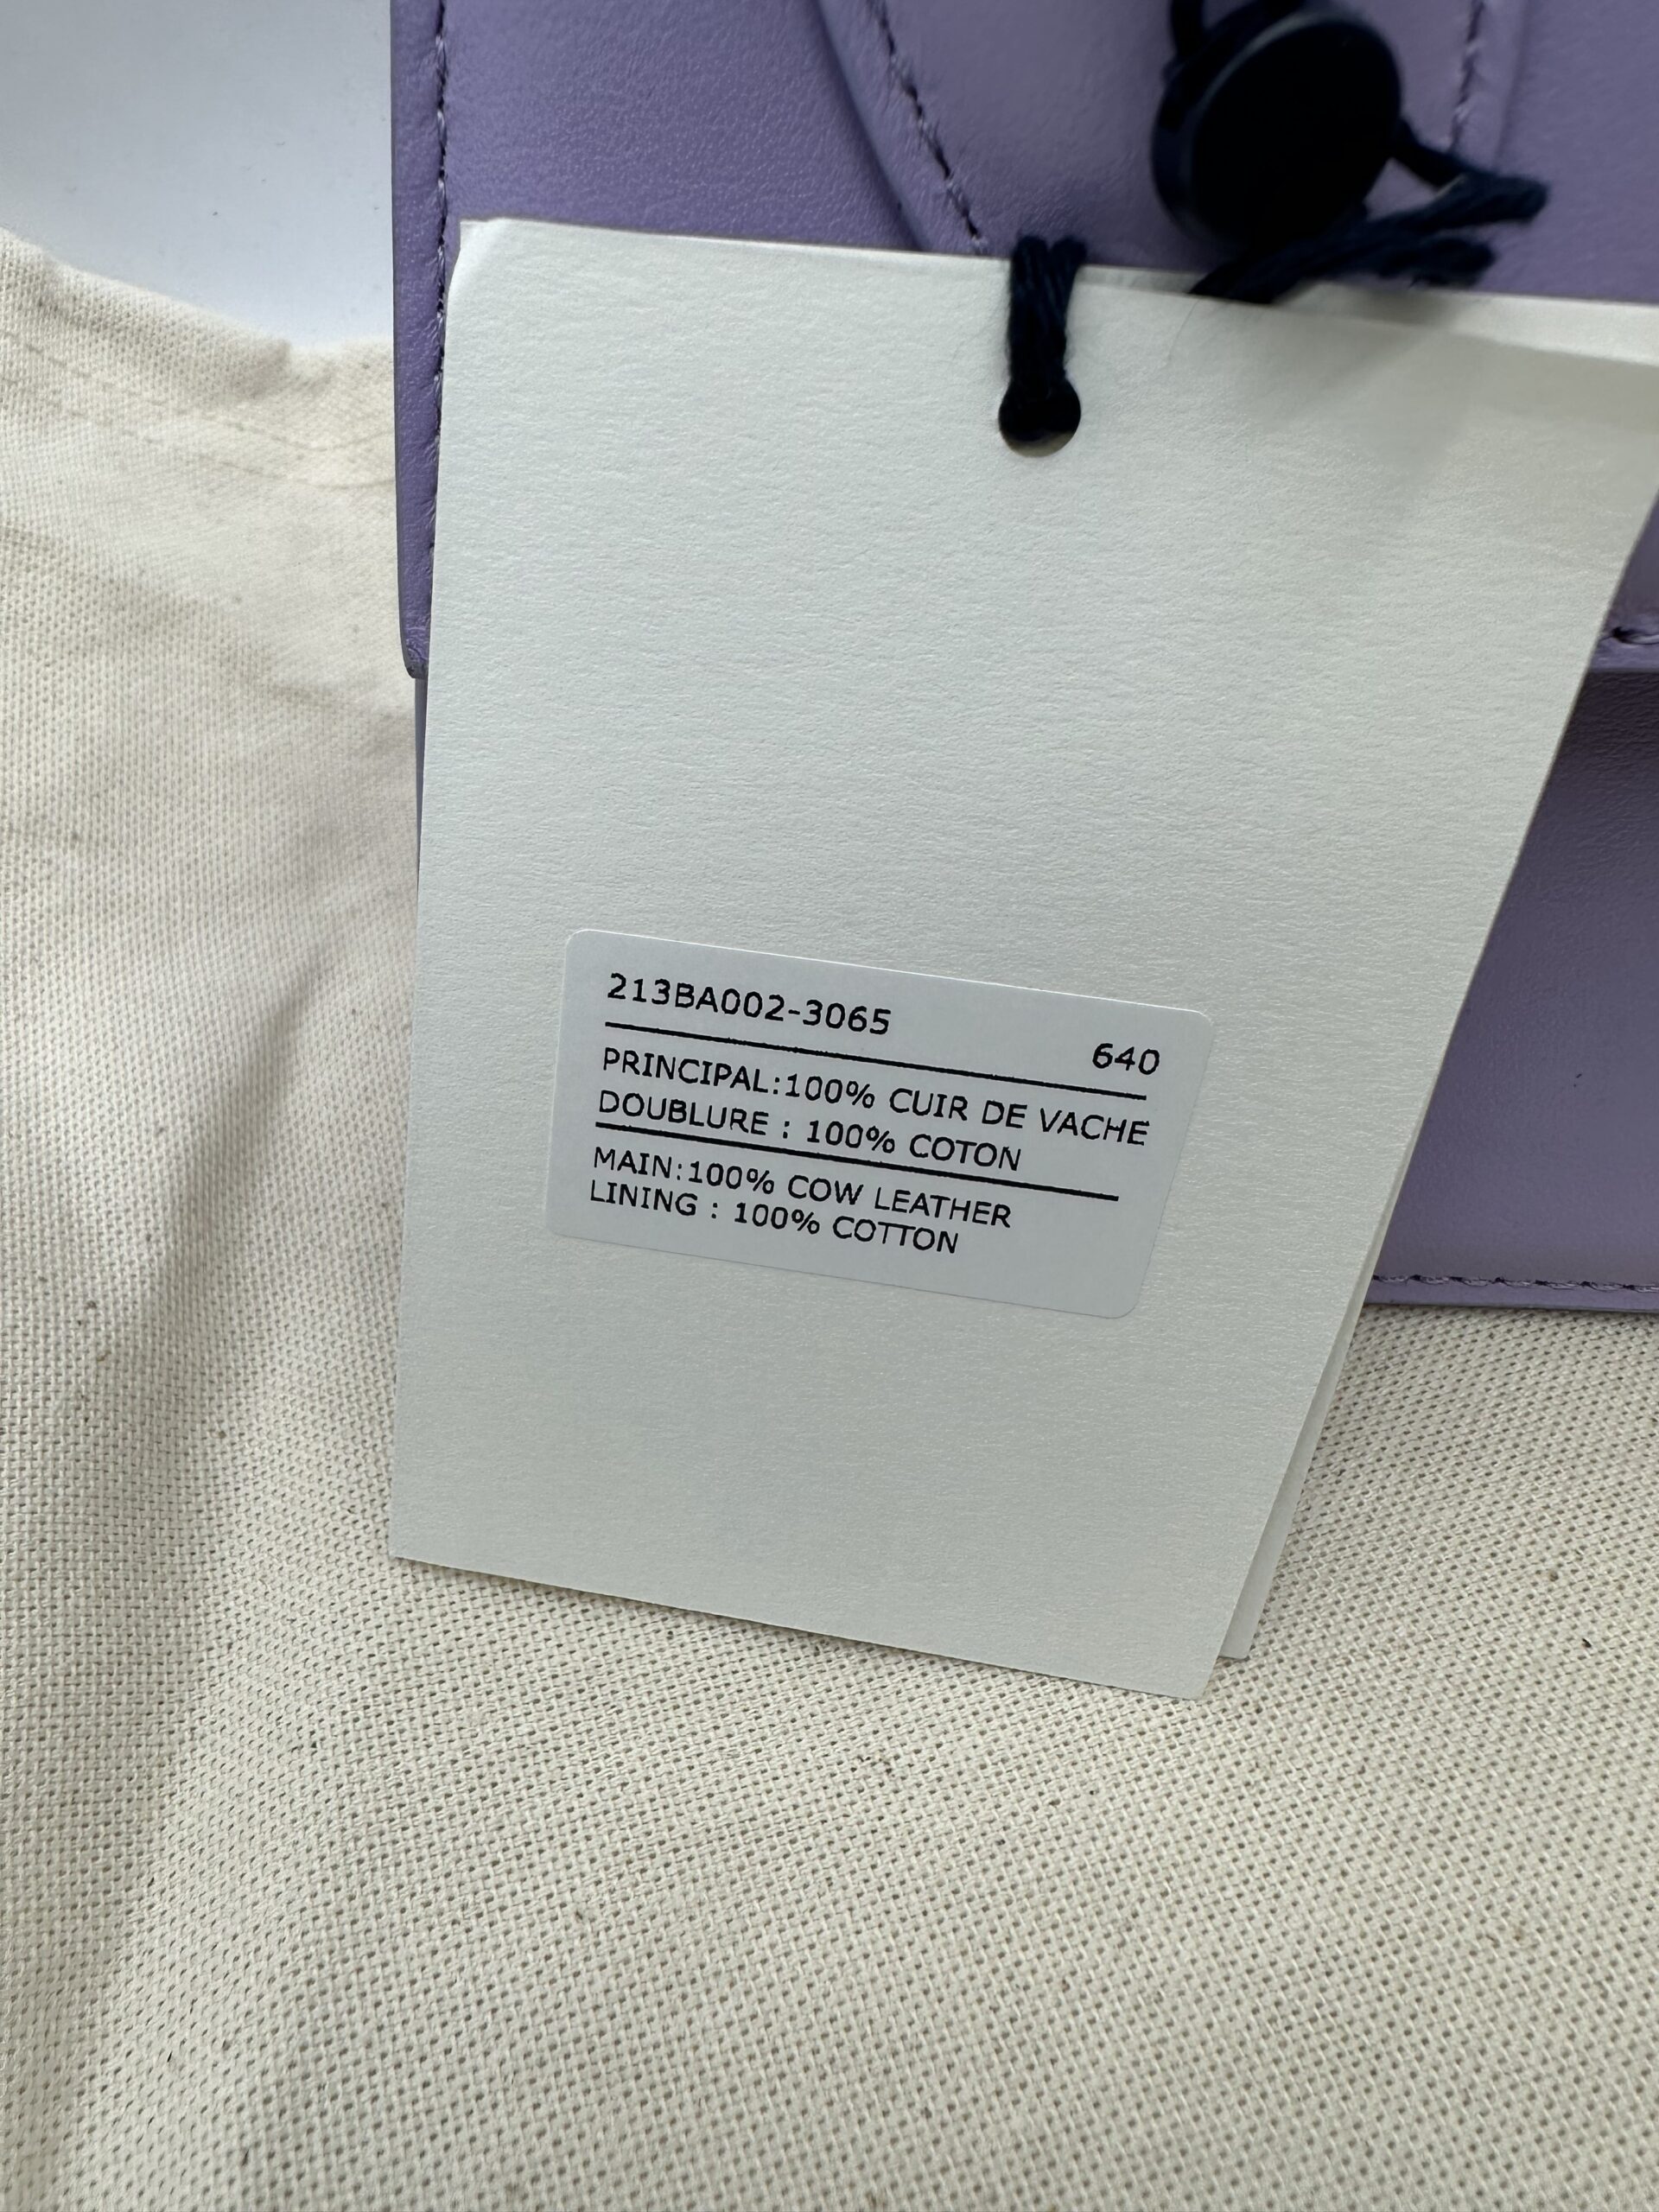 213BA002-3065
640
PRINCIPAL:100% CUIR DE VACHE
DOUBLURE : 100% COTON
MAIN:100% COW LEATHER
LINING : 100% COTTON